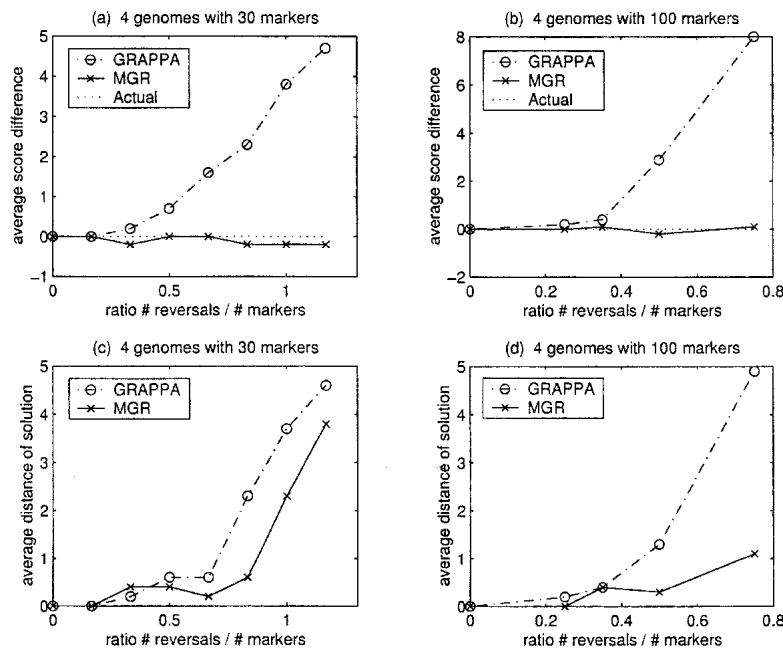 (a) 4 genomes with 30 markers
5
4
3
2
1
0
−1
GRAPPA
MGR
Actual
average score difference
0
0.5
1
ratio # reversals / # markers
(b) 4 genomes with 100 markers
8
6
4
2
0
−2
GRAPPA
MGR
Actual
average score difference
0
0.2
0.4
0.6
0.8
ratio # reversals / # markers
(c) 4 genomes with 30 markers
5
4
3
2
1
0
GRAPPA
MGR
average distance of solution
0
0.5
1
ratio # reversals / # markers
(d) 4 genomes with 100 markers
5
4
3
2
1
0
GRAPPA
MGR
average distance of solution
0
0.2
0.4
0.6
0.8
ratio # reversals / # markers